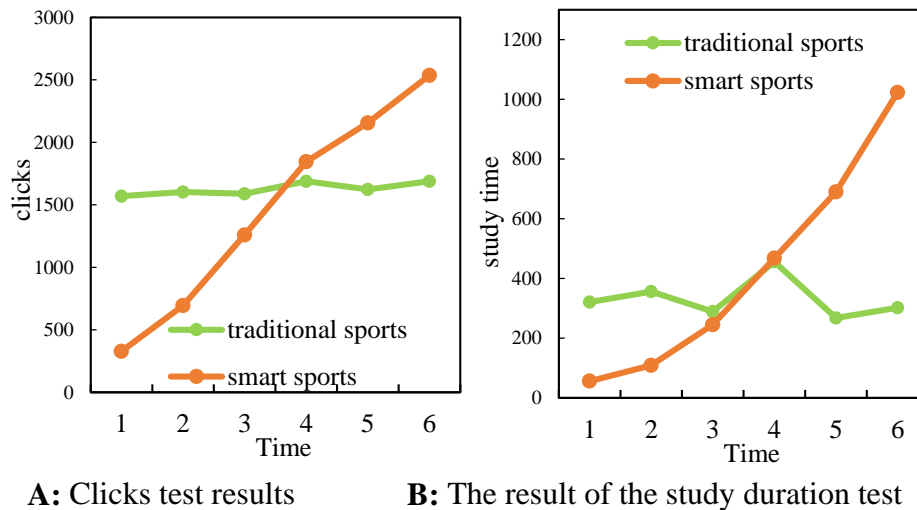 3000
2500
2000
1500
1000
500
0
clicks
traditional sports
smart sports
1 2 3 4 5 6
Time
1200
1000
800
600
400
200
0
study time
traditional sports
smart sports
1 2 3 4 5 6
Time
A: Clicks test results
B: The result of the study duration test